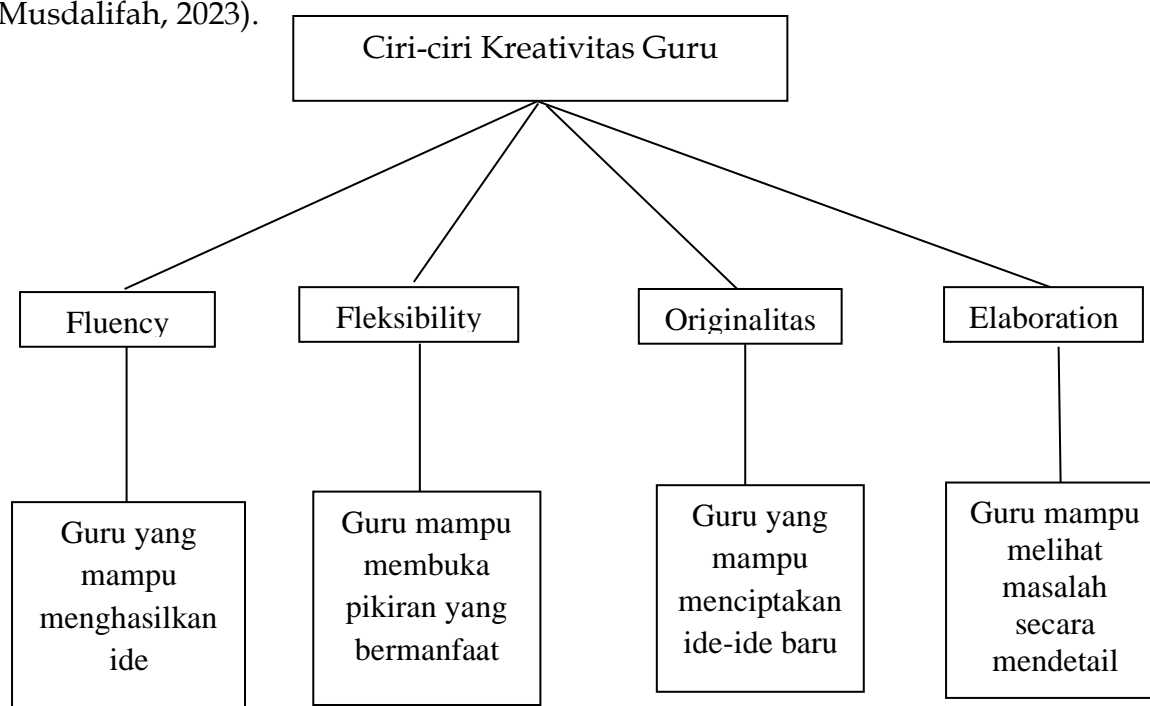 Musdalifah, 2023).
Ciri-ciri Kreativitas Guru
Fluency
Fleksibility
Originalitas
Elaboration
Guru yang
mampu
menghasilkan
ide
Guru mampu
membuka
pikiran yang
bermanfaat
Guru yang
mampu
menciptakan
ide-ide baru
Guru mampu
melihat
masalah
secara
mendetail